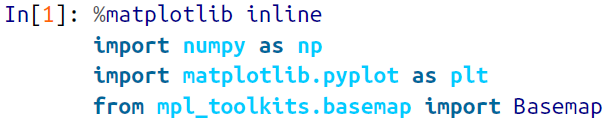 In[1]: %matplotlib inline
import numpy as np
import matplotlib.pyplot as plt
from mpl_toolkits.basemap import Basemap